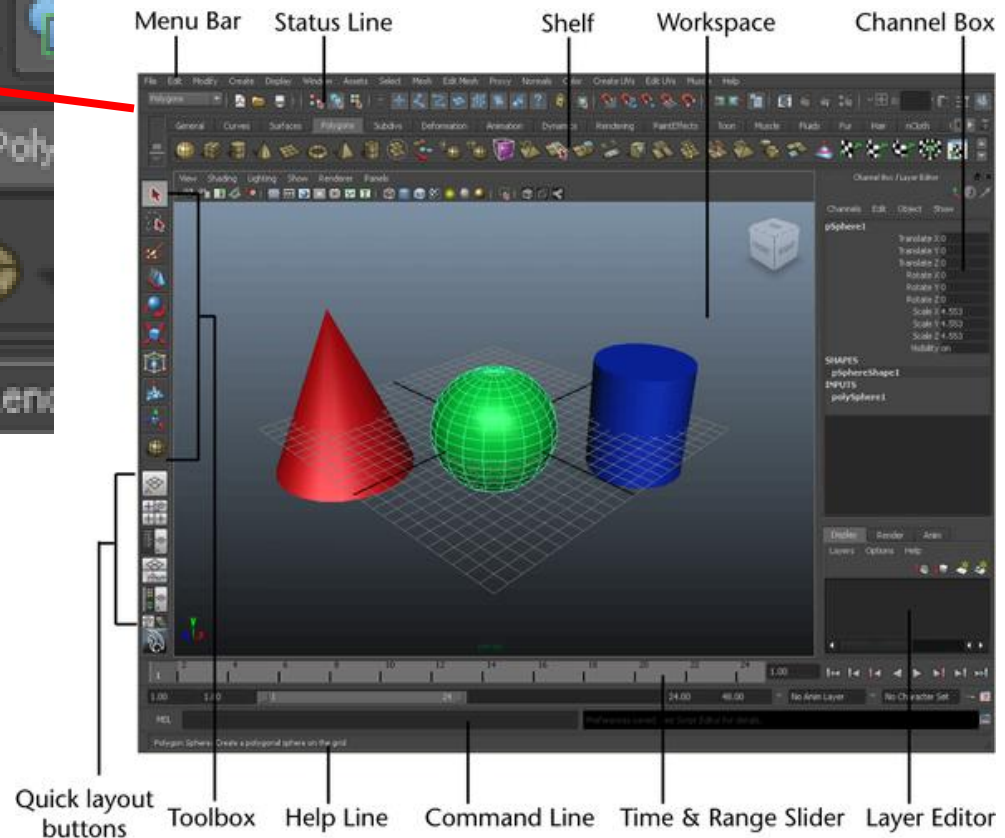 Menu Bar Status Line Shelf Workspace Channel Box
File Edit Modify Create Display Window Assets Select Mesh Edit Mesh Proxy Normals Color Create UVs Edit UVs Muscle Help
Polygons
General Curves Surfaces Polygons Subdivs Deformation Animation Dynamics Rendering PaintEffects Toon Muscle Fluids Fur Hair nCloth
Poly
View Shading Lighting Show Renderer Panels
Channel Box / Layer Editor
Channels Edit Object Show
pSphere1
Translate X 0
Translate Y 0
Translate Z 0
Rotate X 0
Rotate Y 0
Rotate Z 0
Scale X 4.553
Scale Y 4.553
Scale Z 4.553
Visibility on
SHAPES
pSphereShape1
INPUTS
polySphere1
Display Render Anim
Layers Options Help
2 4 6 8 10 12 14 16 18 20 22 24
1 1.00
1.00 1.00 1 24 24.00 48.00 No Anim Layer No Character Set
MEL
Polygon Sphere: Create a polygonal sphere on the grid
Quick layout
buttons
Toolbox Help Line Command Line Time & Range Slider Layer Editor